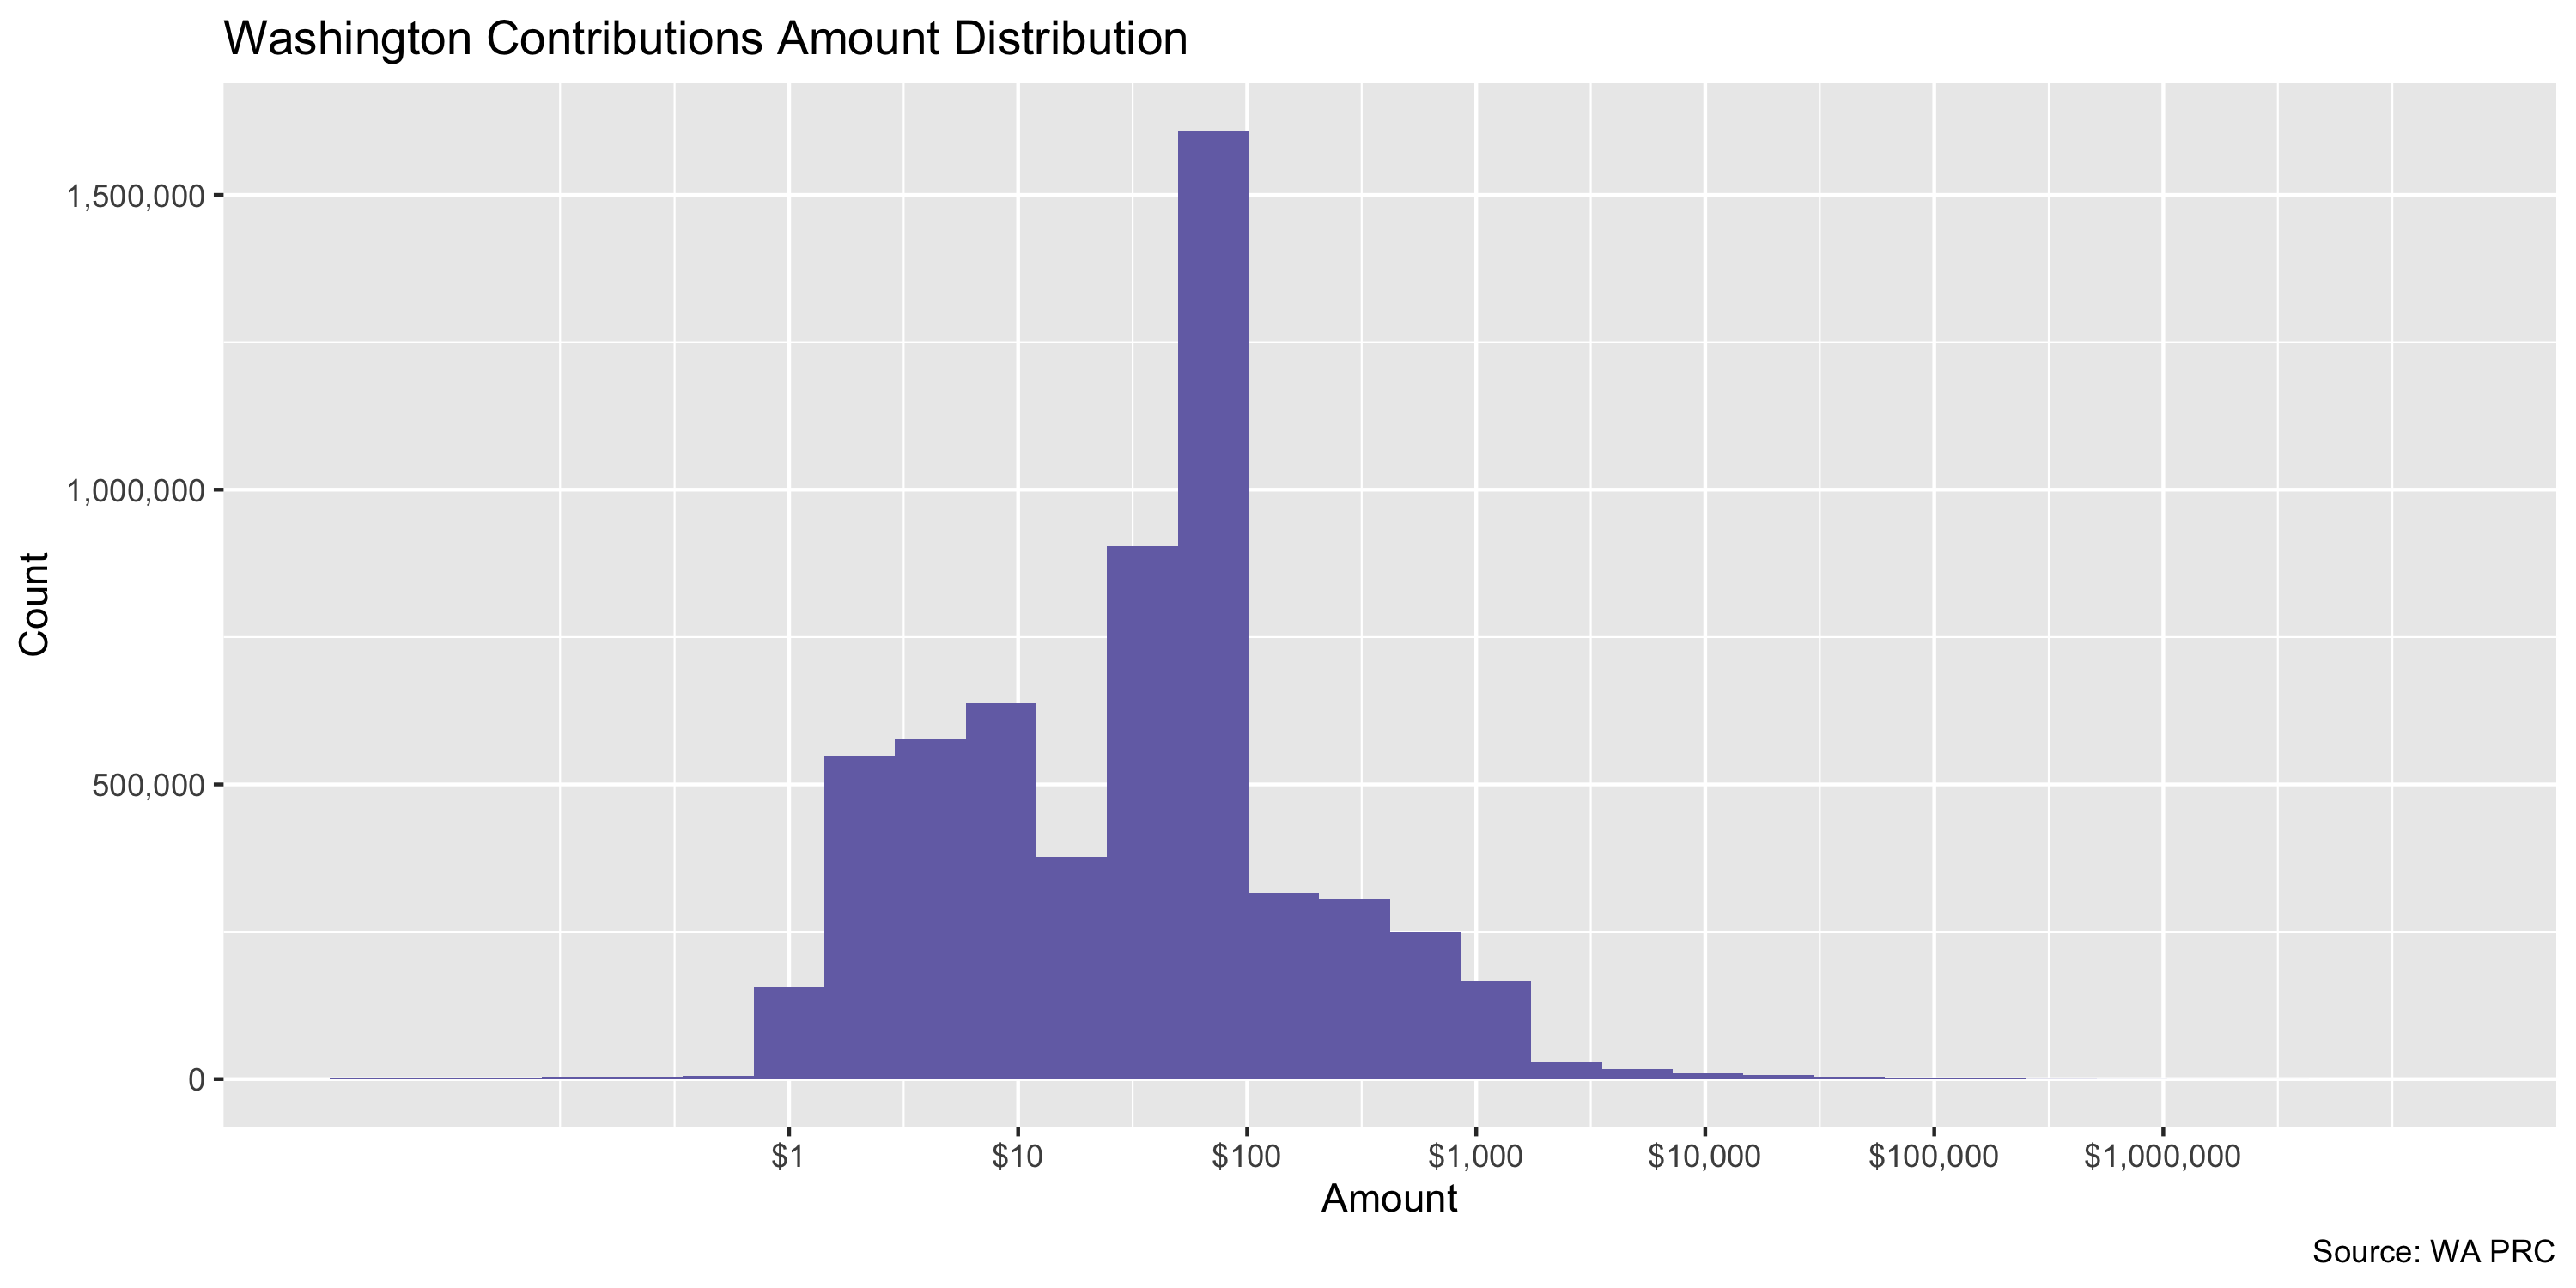 Washington Contributions Amount Distribution
1,500,000
1,000,000
500,000
0
Count
$1 $10 $100 $1,000 $10,000 $100,000 $1,000,000
Amount
Source: WA PRC